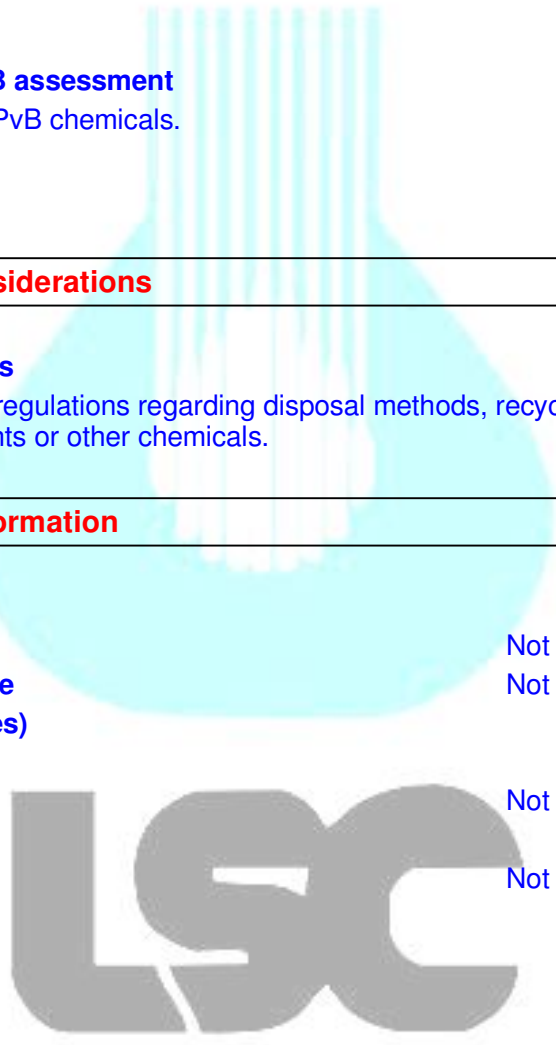 assessment
PvB chemicals.
siderations
s
regulations regarding disposal methods, recyc
nts or other chemicals.
ormation
Not
e Not
es)
Not
Not
LSC